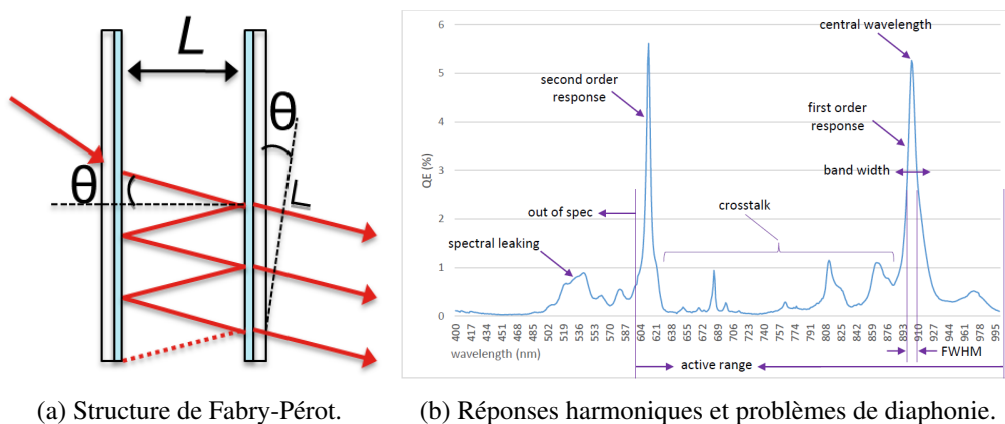 L
θ
θ
L
6
5
4
3
2
1
0
QE (%)
central wavelength
second order
response
first order
response
band width
out of spec
crosstalk
spectral leaking
400 417 434 451 468 485 502 519 536 553 570 587 604 621 638 655 672 689 706 723 740 757 774 791 808 825 842 859 876 893 910 927 944 961 978 995
wavelength (nm)
FWHM
active range
(a) Structure de Fabry-Pérot.
(b) Réponses harmoniques et problèmes de diaphonie.